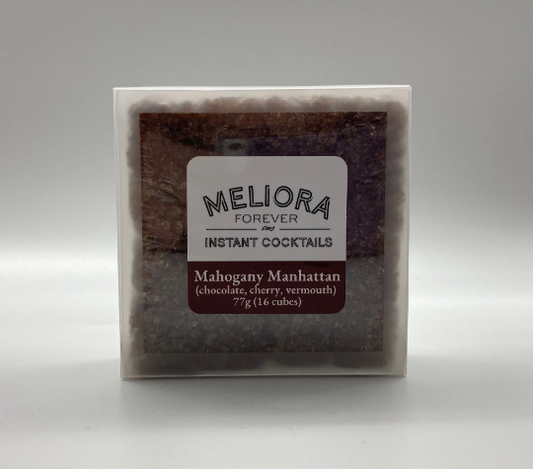 MELIORA
FOREVER
INSTANT COCKTAILS
Mahogany Manhattan
(chocolate, cherry, vermouth)
77g (16 cubes)